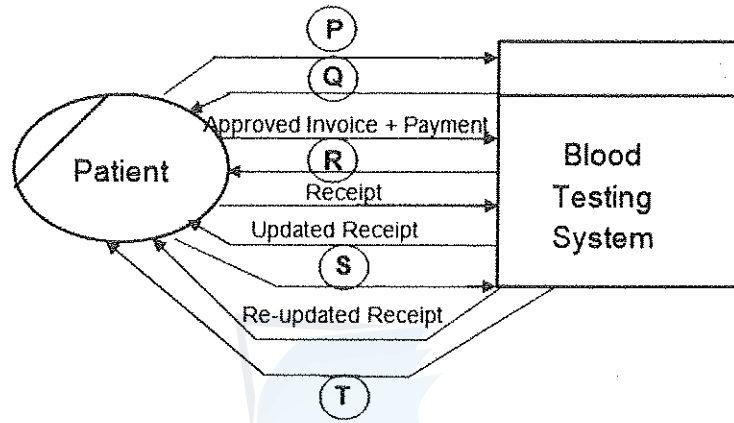 P
Q
Approved Invoice + Payment
R
Patient
Receipt
Updated Receipt
S
Re-updated Receipt
T
Blood
Testing
System